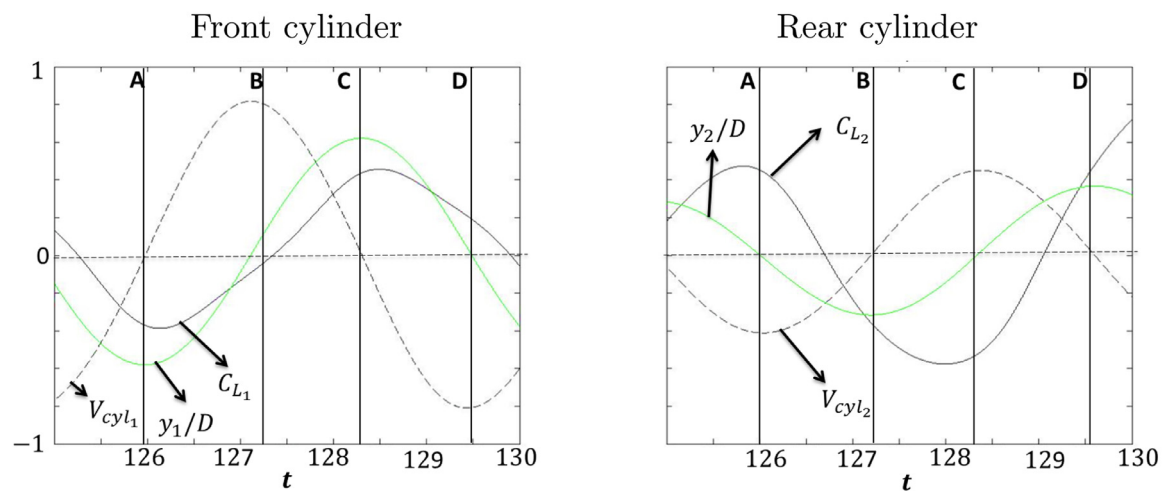 Front cylinder
1
A
B
C
D
0
C_{L_1}
V_{cyl_1}
y_1/D
−1
126
127
128
129
130
t
Rear cylinder
A
B
C
D
y_2/D
C_{L_2}
V_{cyl_2}
126
127
128
129
130
t